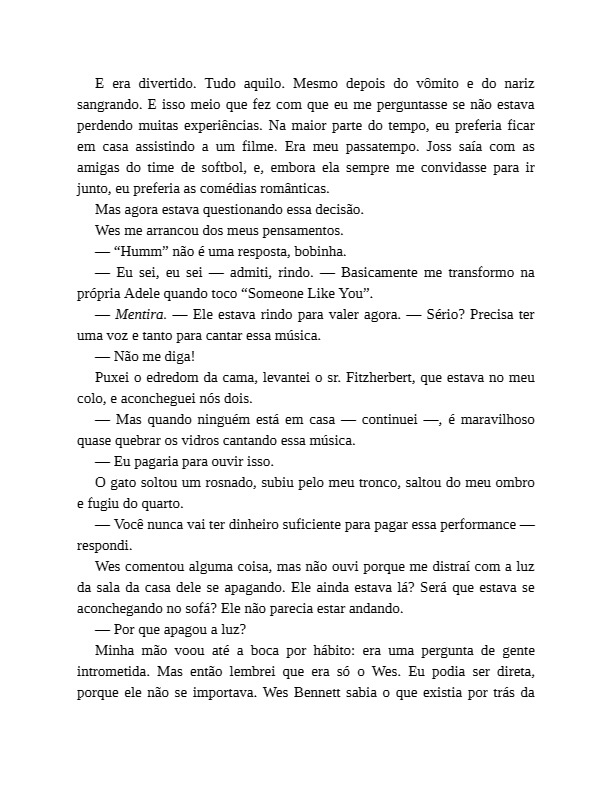 E era divertido. Tudo aquilo. Mesmo depois do vômito e do nariz
sangrando. E isso meio que fez com que eu me perguntasse se não estava
perdendo muitas experiências. Na maior parte do tempo, eu preferia ficar
em casa assistindo a um filme. Era meu passatempo. Joss saía com as
amigas do time de softbol, e, embora ela sempre me convidasse para ir
junto, eu preferia as comédias românticas.
Mas agora estava questionando essa decisão.
Wes me arrancou dos meus pensamentos.
— “Humm” não é uma resposta, bobinha.
— Eu sei, eu sei — admiti, rindo. — Basicamente me transformo na
própria Adele quando toco “Someone Like You”.
— Mentira. — Ele estava rindo para valer agora. — Sério? Precisa ter
uma voz e tanto para cantar essa música.
— Não me diga!
Puxei o edredom da cama, levantei o sr. Fitzherbert, que estava no meu
colo, e aconcheguei nós dois.
— Mas quando ninguém está em casa — continuei —, é maravilhoso
quase quebrar os vidros cantando essa música.
— Eu pagaria para ouvir isso.
O gato soltou um rosnado, subiu pelo meu tronco, saltou do meu ombro
e fugiu do quarto.
— Você nunca vai ter dinheiro suficiente para pagar essa performance —
respondi.
Wes comentou alguma coisa, mas não ouvi porque me distraí com a luz
da sala da casa dele se apagando. Ele ainda estava lá? Será que estava se
aconchegando no sofá? Ele não parecia estar andando.
— Por que apagou a luz?
Minha mão voou até a boca por hábito: era uma pergunta de gente
intrometida. Mas então lembrei que era só o Wes. Eu podia ser direta,
porque ele não se importava. Wes Bennett sabia o que existia por trás da